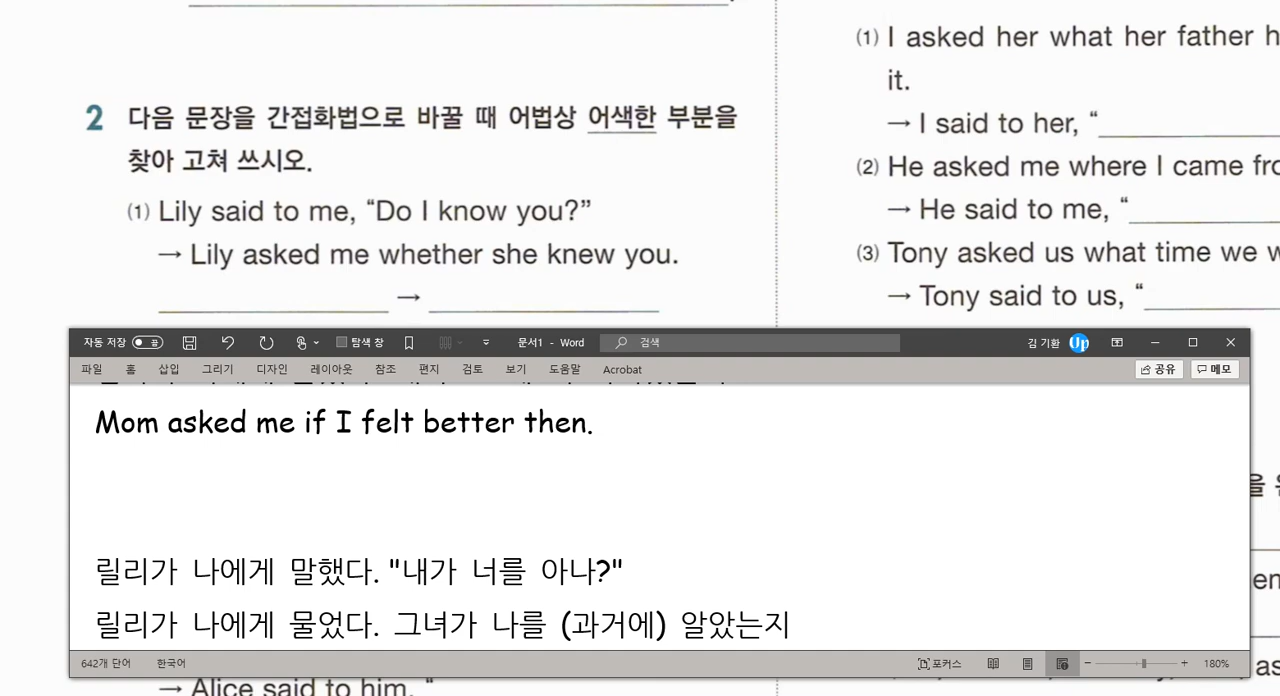 2 다음 문장을 간접화법으로 바꿀 때 어법상 어색한 부분을
찾아 고쳐 쓰시오.
(1) Lily said to me, “Do I know you?”
→ Lily asked me whether she knew you.
→
(1) I asked her what her father
it.
→ I said to her, “
(2) He asked me where I came
→ He said to me, “
(3) Tony asked us what time we
→ Tony said to us, “
자동 저장 끔 탐색 창 문서1 - Word 검색 김 기환 Up
파일 홈 삽입 그리기 디자인 레이아웃 참조 편지 검토 보기 도움말 Acrobat 공유 메모
Mom asked me if I felt better then.
릴리가 나에게 말했다. "내가 너를 아나?"
릴리가 나에게 물었다. 그녀가 나를 (과거에) 알았는지
642개 단어 한국어 포커스 180%
→ Alice said to him, “